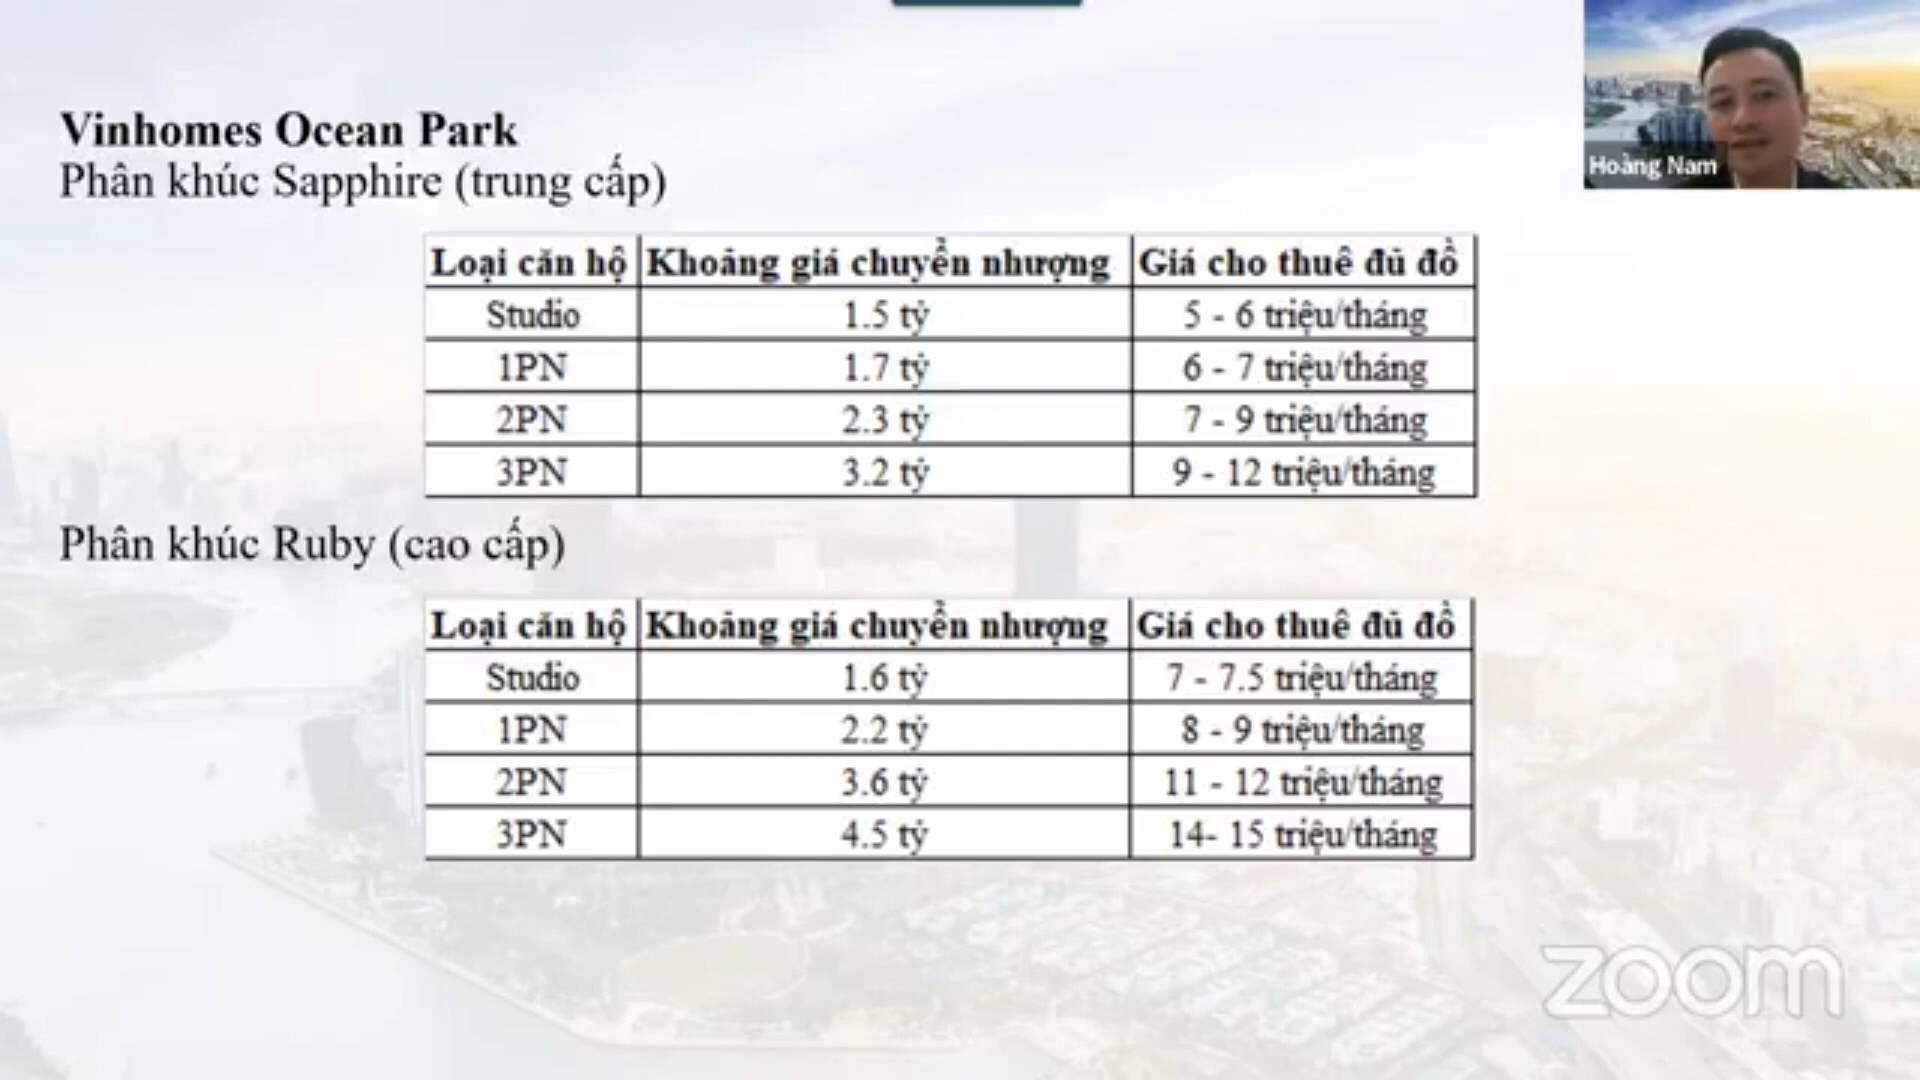 Vinhomes Ocean Park
Phân khúc Sapphire (trung cấp)
Hoàng Nam
Loại căn hộ Khoảng giá chuyển nhượng Giá cho thuê đủ đồ
Studio 1.5 tỷ 5 - 6 triệu/tháng
1PN 1.7 tỷ 6 - 7 triệu/tháng
2PN 2.3 tỷ 7 - 9 triệu/tháng
3PN 3.2 tỷ 9 - 12 triệu/tháng
Phân khúc Ruby (cao cấp)
Loại căn hộ Khoảng giá chuyển nhượng Giá cho thuê đủ đồ
Studio 1.6 tỷ 7 - 7.5 triệu/tháng
1PN 2.2 tỷ 8 - 9 triệu/tháng
2PN 3.6 tỷ 11 - 12 triệu/tháng
3PN 4.5 tỷ 14- 15 triệu/tháng
zoom